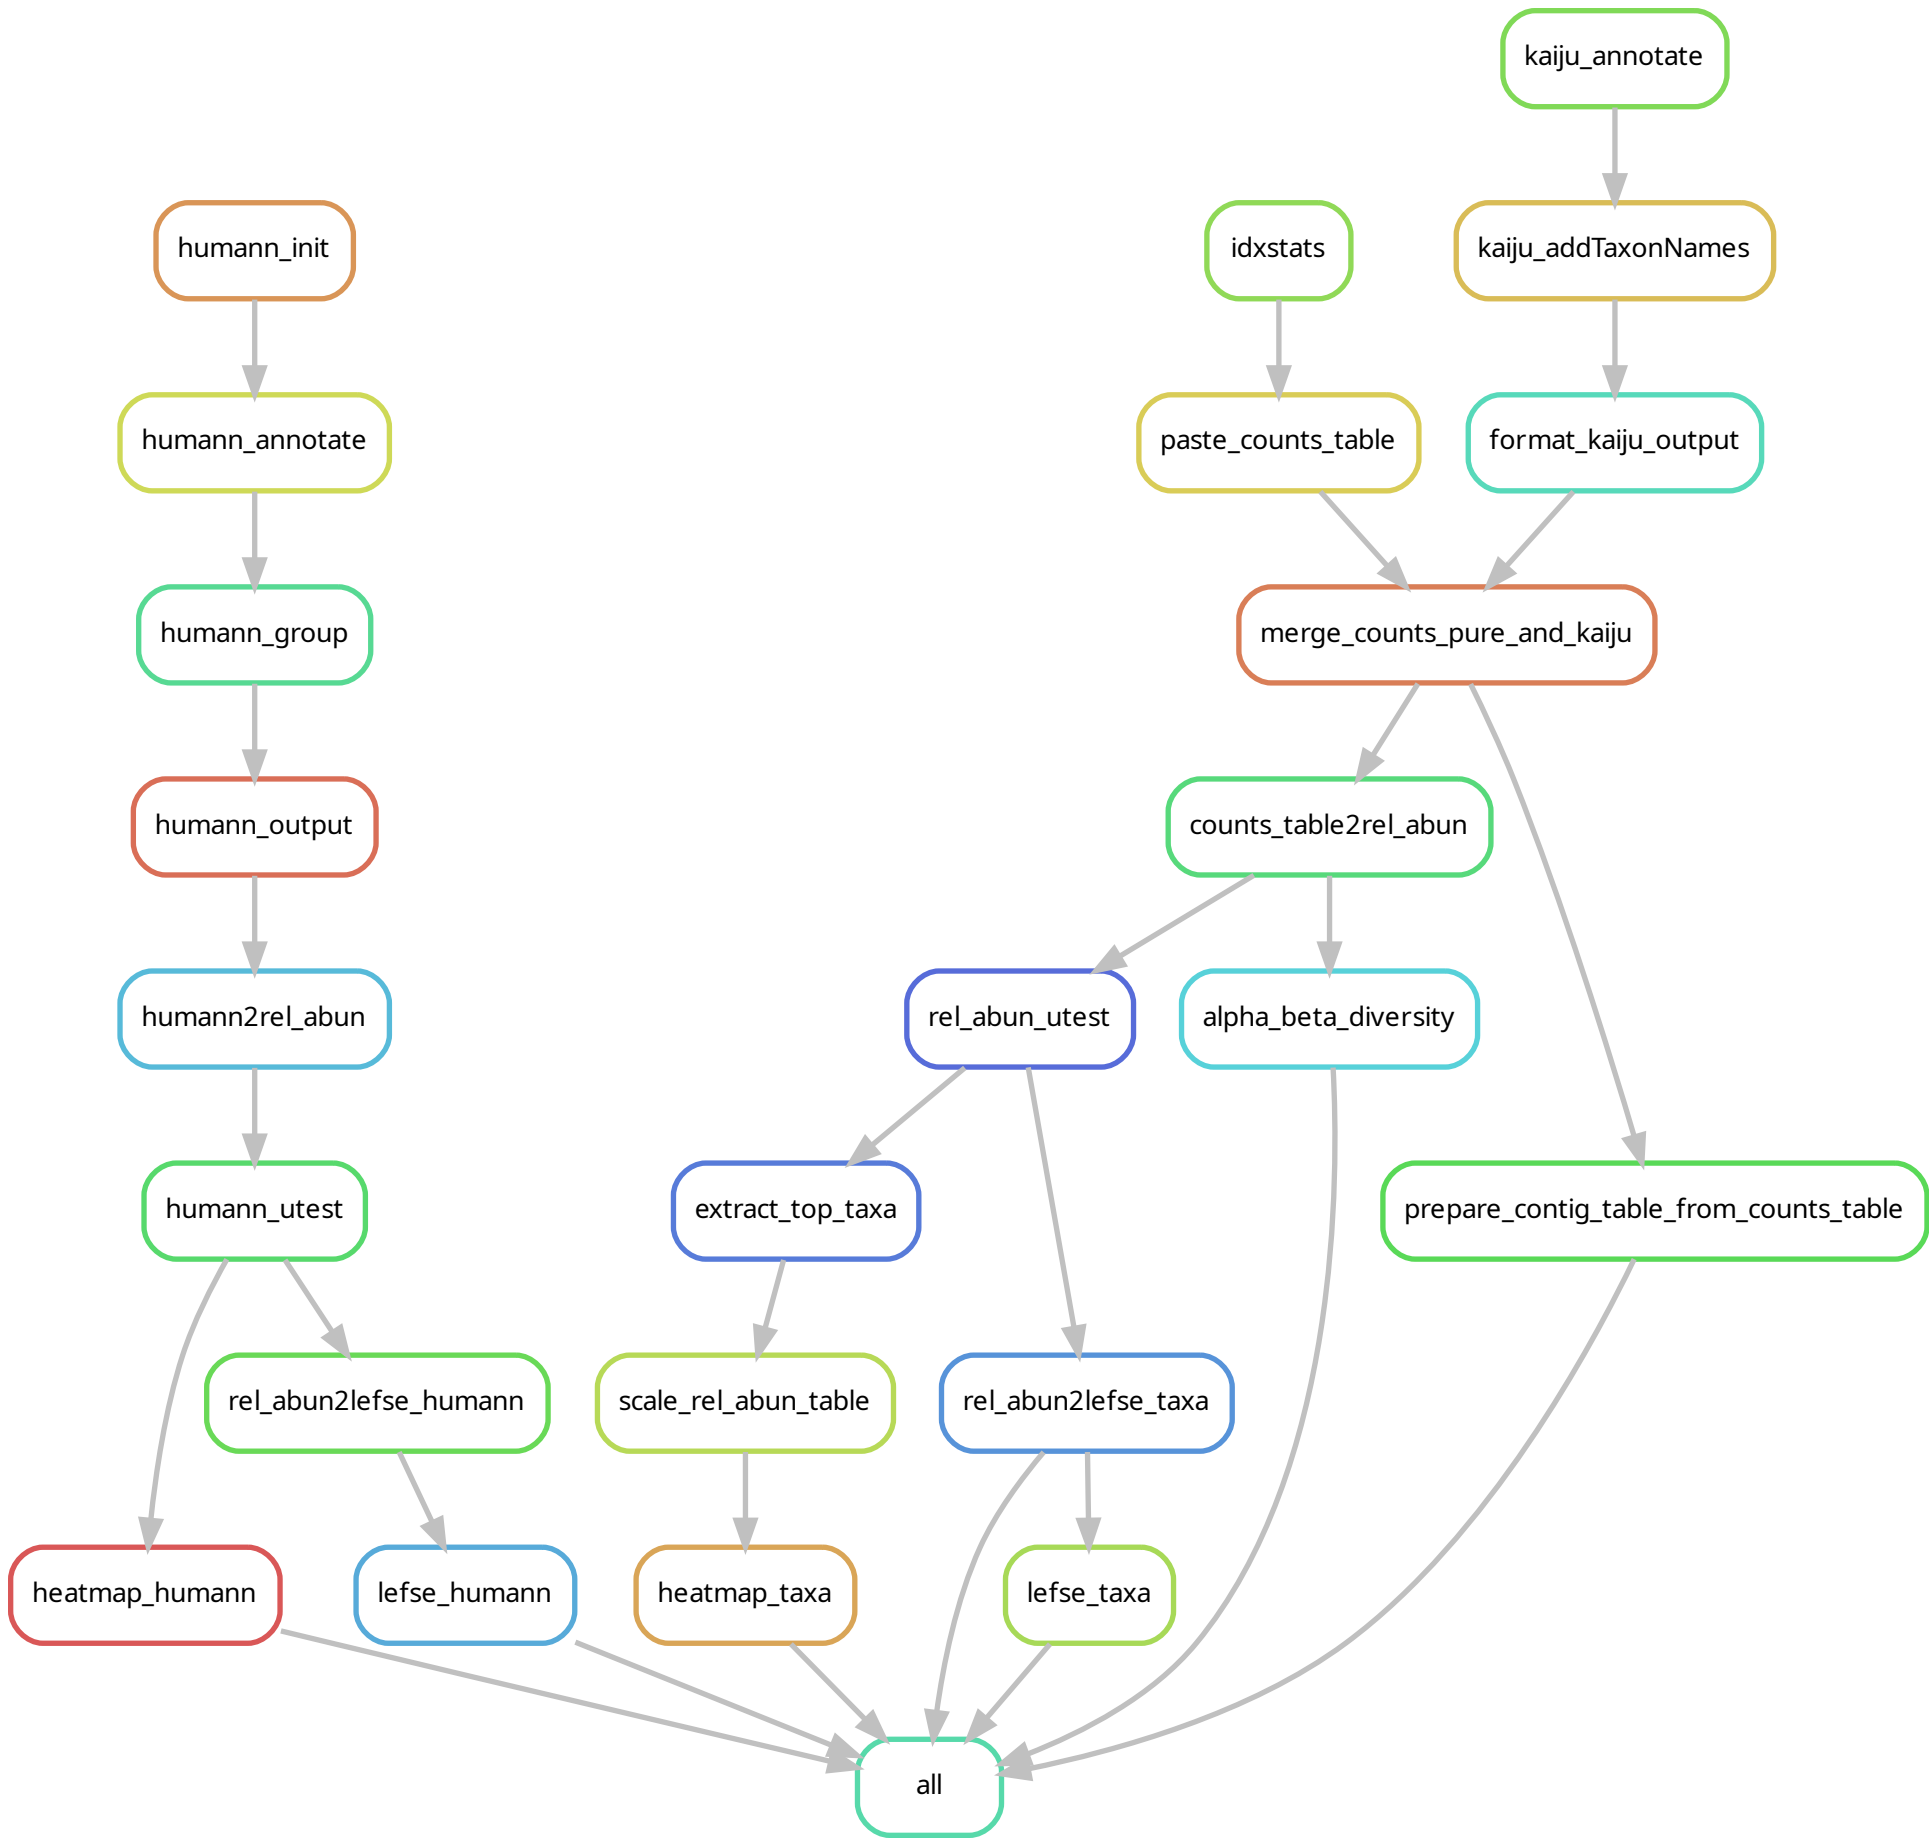 kaiju_annotate
humann_init
idxstats
kaiju_addTaxonNames
humann_annotate
paste_counts_table
format_kaiju_output
humann_group
merge_counts_pure_and_kaiju
humann_output
counts_table2rel_abun
humann2rel_abun
rel_abun_utest
alpha_beta_diversity
humann_utest
extract_top_taxa
prepare_contig_table_from_counts_table
rel_abun2lefse_humann
scale_rel_abun_table
rel_abun2lefse_taxa
heatmap_humann
lefse_humann
heatmap_taxa
lefse_taxa
all